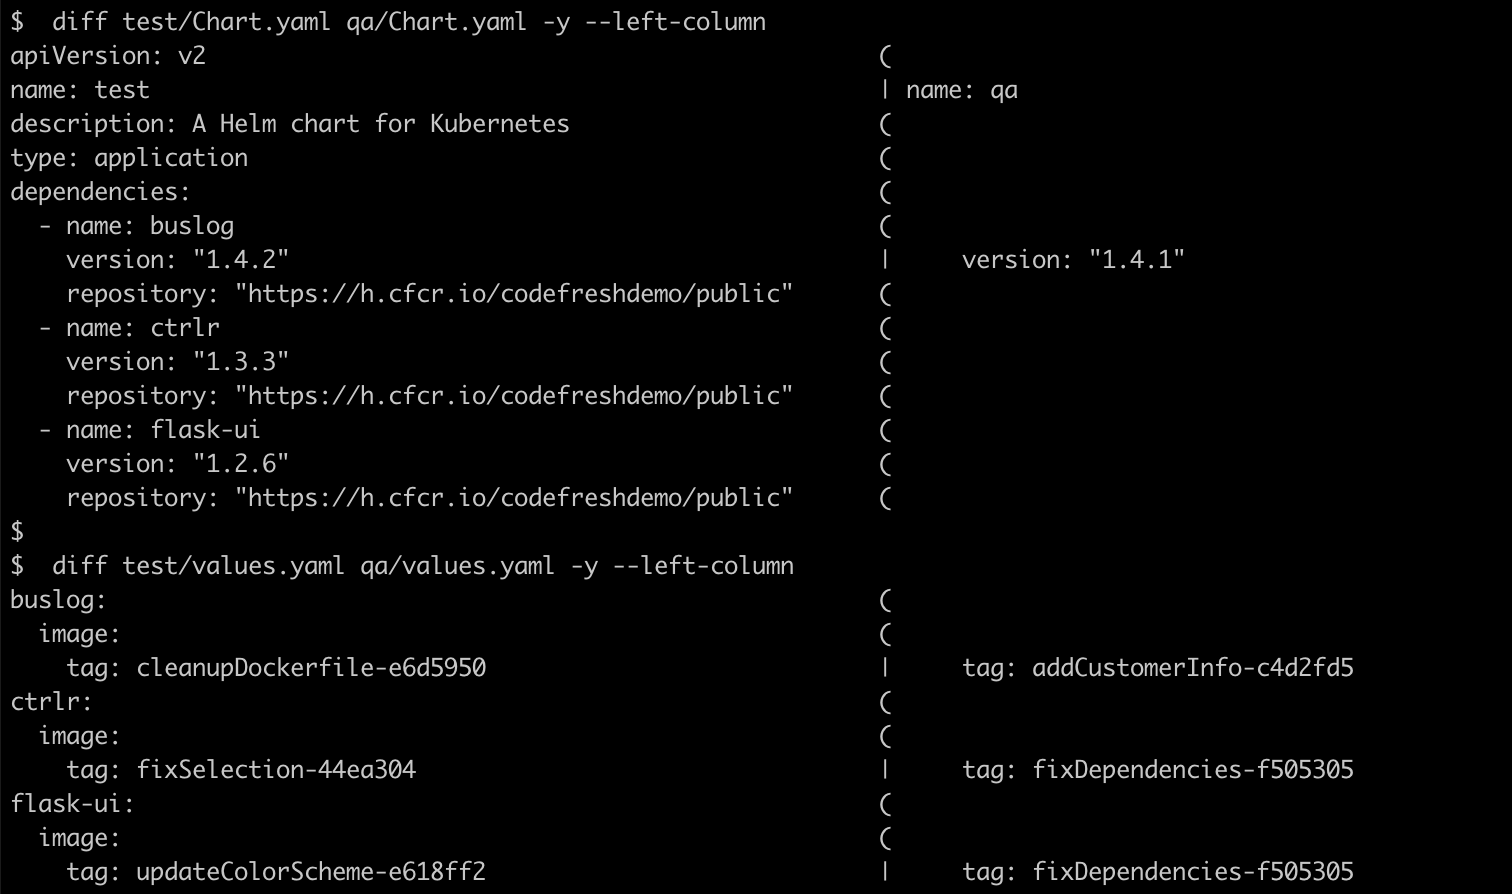 $  diff test/Chart.yaml qa/Chart.yaml -y --left-column
apiVersion: v2                                                (
name: test                                                    | name: qa
description: A Helm chart for Kubernetes                      (
type: application                                             (
dependencies:                                                 (
  - name: buslog                                              (
    version: "1.4.2"                                          |     version: "1.4.1"
    repository: "https://h.cfcr.io/codefreshdemo/public"      (
  - name: ctrlr                                               (
    version: "1.3.3"                                          (
    repository: "https://h.cfcr.io/codefreshdemo/public"      (
  - name: flask-ui                                            (
    version: "1.2.6"                                          (
    repository: "https://h.cfcr.io/codefreshdemo/public"      (
$
$  diff test/values.yaml qa/values.yaml -y --left-column
buslog:                                                       (
  image:                                                      (
    tag: cleanupDockerfile-e6d5950                            |     tag: addCustomerInfo-c4d2fd5
ctrlr:                                                        (
  image:                                                      (
    tag: fixSelection-44ea304                                 |     tag: fixDependencies-f505305
flask-ui:                                                     (
  image:                                                      (
    tag: updateColorScheme-e618ff2                            |     tag: fixDependencies-f505305